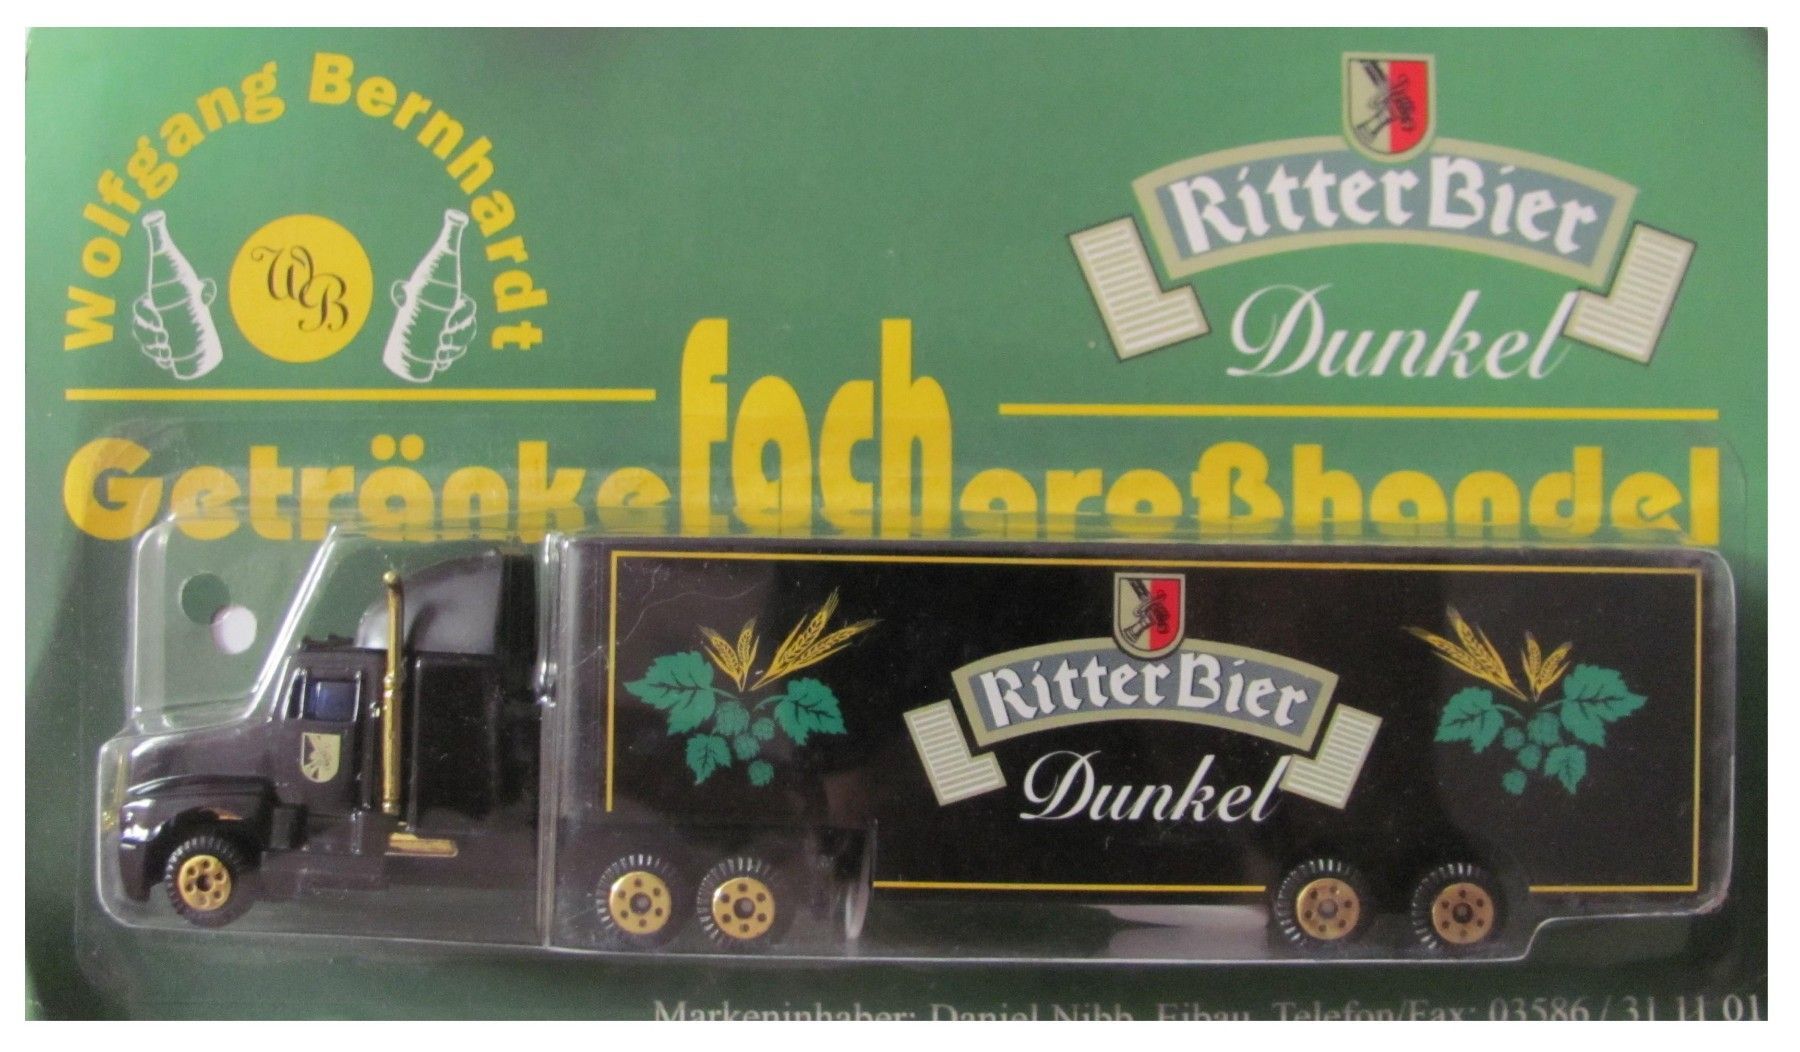 Wolfgang Bernhardt
WB
Ritter Bier
Dunkel
Getränkefachgroßhandel
Ritter Bier
Dunkel
Markeninhaber: Daniel Nibb, Eibau, Telefon/Fax: 03586 / 31 11 01